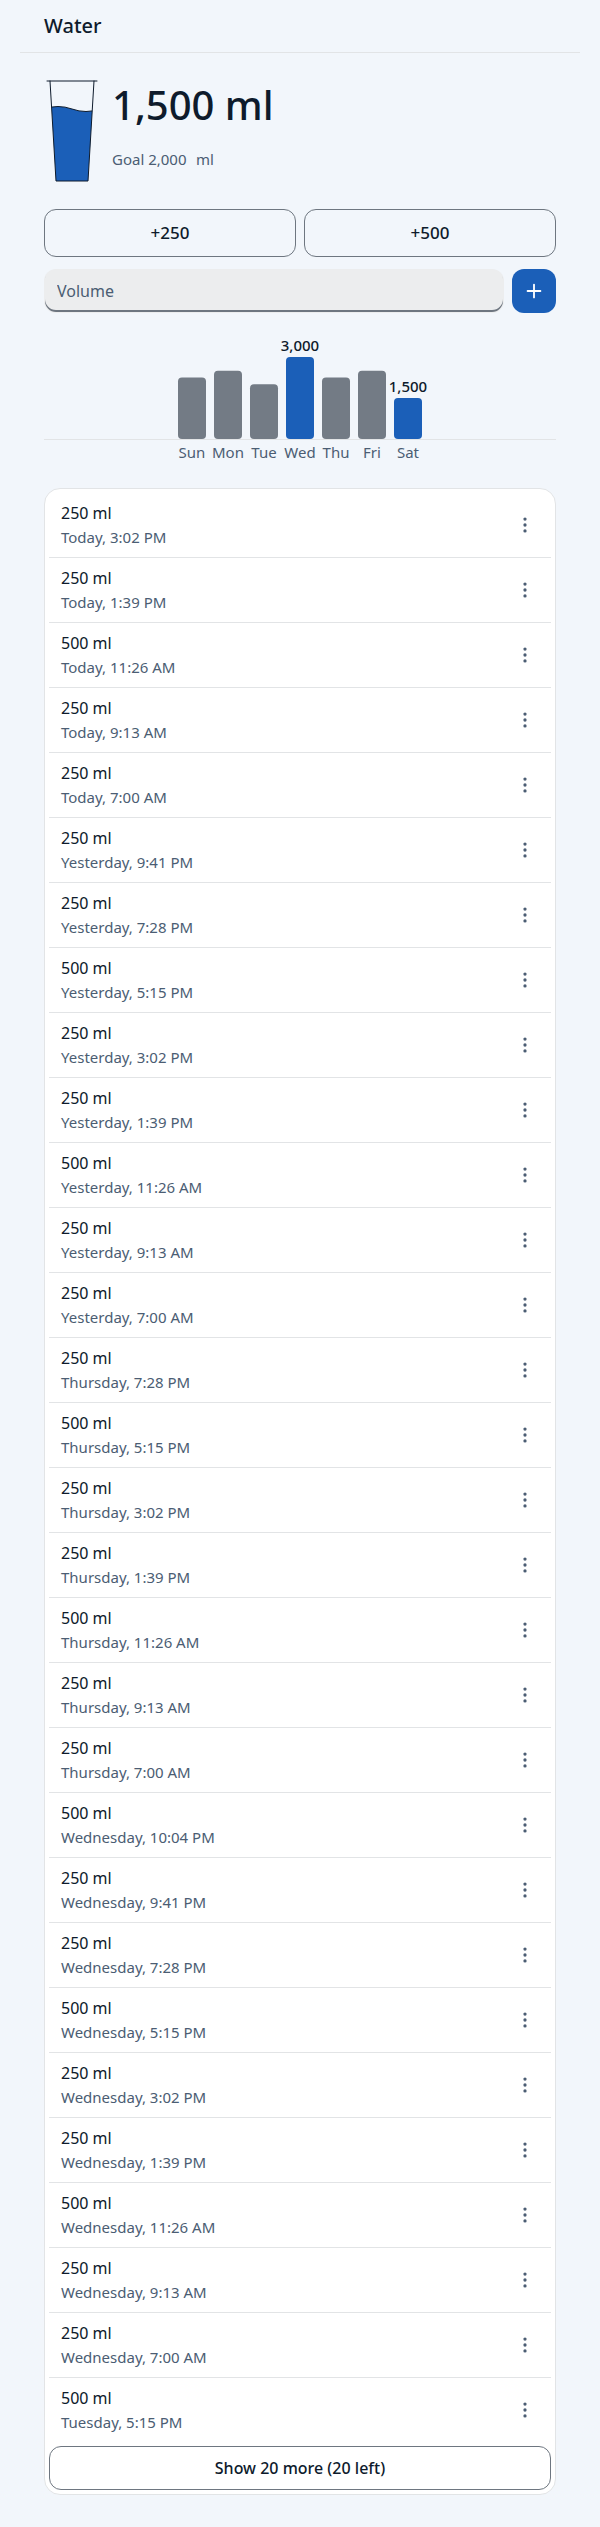 Water
1,500 ml
Goal 2,000 ml
+250 +500
Volume
3,000
1,500
Sun Mon Tue Wed Thu Fri Sat
250 ml
Today, 3:02 PM
250 ml
Today, 1:39 PM
500 ml
Today, 11:26 AM
250 ml
Today, 9:13 AM
250 ml
Today, 7:00 AM
250 ml
Yesterday, 9:41 PM
250 ml
Yesterday, 7:28 PM
500 ml
Yesterday, 5:15 PM
250 ml
Yesterday, 3:02 PM
250 ml
Yesterday, 1:39 PM
500 ml
Yesterday, 11:26 AM
250 ml
Yesterday, 9:13 AM
250 ml
Yesterday, 7:00 AM
250 ml
Thursday, 7:28 PM
500 ml
Thursday, 5:15 PM
250 ml
Thursday, 3:02 PM
250 ml
Thursday, 1:39 PM
500 ml
Thursday, 11:26 AM
250 ml
Thursday, 9:13 AM
250 ml
Thursday, 7:00 AM
500 ml
Wednesday, 10:04 PM
250 ml
Wednesday, 9:41 PM
250 ml
Wednesday, 7:28 PM
500 ml
Wednesday, 5:15 PM
250 ml
Wednesday, 3:02 PM
250 ml
Wednesday, 1:39 PM
500 ml
Wednesday, 11:26 AM
250 ml
Wednesday, 9:13 AM
250 ml
Wednesday, 7:00 AM
500 ml
Tuesday, 5:15 PM
Show 20 more (20 left)